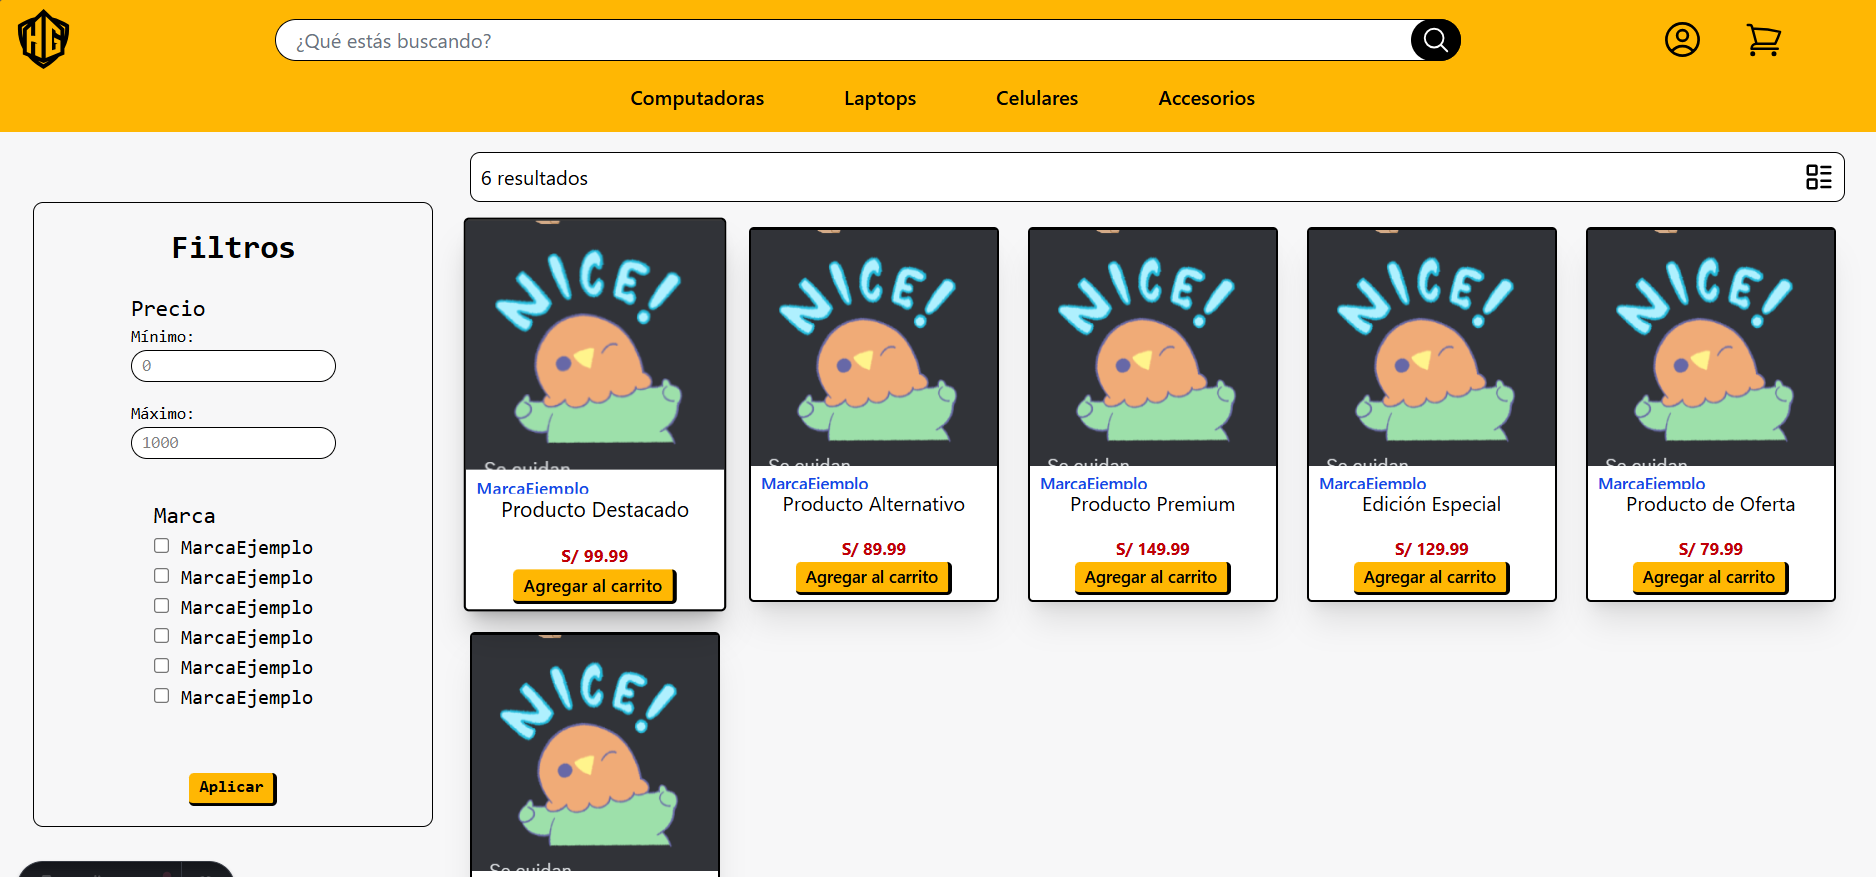 HG
¿Qué estás buscando?
Computadoras Laptops Celulares Accesorios
6 resultados
Filtros
Precio
Mínimo:
0
Máximo:
1000
Marca
MarcaEjemplo
MarcaEjemplo
MarcaEjemplo
MarcaEjemplo
MarcaEjemplo
MarcaEjemplo
Aplicar
NICE!
Se cuidan
MarcaEjemplo
Producto Destacado
S/ 99.99
Agregar al carrito
NICE!
Se cuidan
MarcaEjemplo
Producto Alternativo
S/ 89.99
Agregar al carrito
NICE!
Se cuidan
MarcaEjemplo
Producto Premium
S/ 149.99
Agregar al carrito
NICE!
Se cuidan
MarcaEjemplo
Edición Especial
S/ 129.99
Agregar al carrito
NICE!
Se cuidan
MarcaEjemplo
Producto de Oferta
S/ 79.99
Agregar al carrito
NICE!
Se cuidan